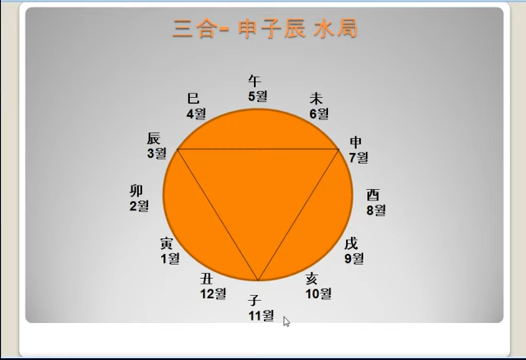 三合- 申子辰 水局
午
5월
巳
4월
未
6월
辰
3월
申
7월
卯
2월
酉
8월
寅
1월
戌
9월
丑
12월
亥
10월
子
11월